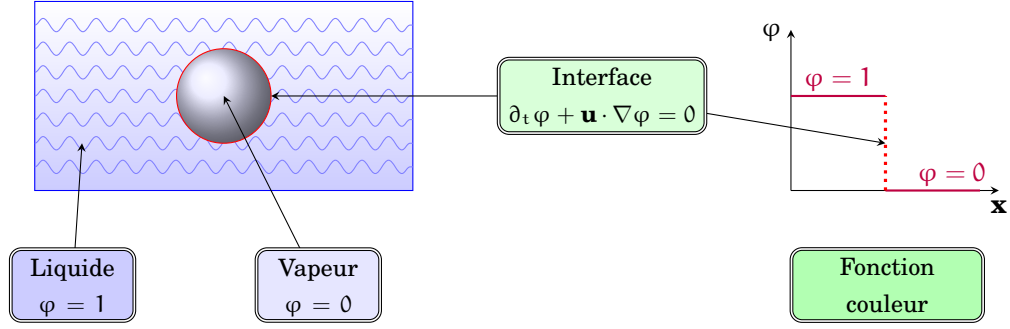 Interface
∂ₜφ + u · ∇φ = 0
φ
φ = 1
φ = 0
x
Liquide
φ = 1
Vapeur
φ = 0
Fonction
couleur